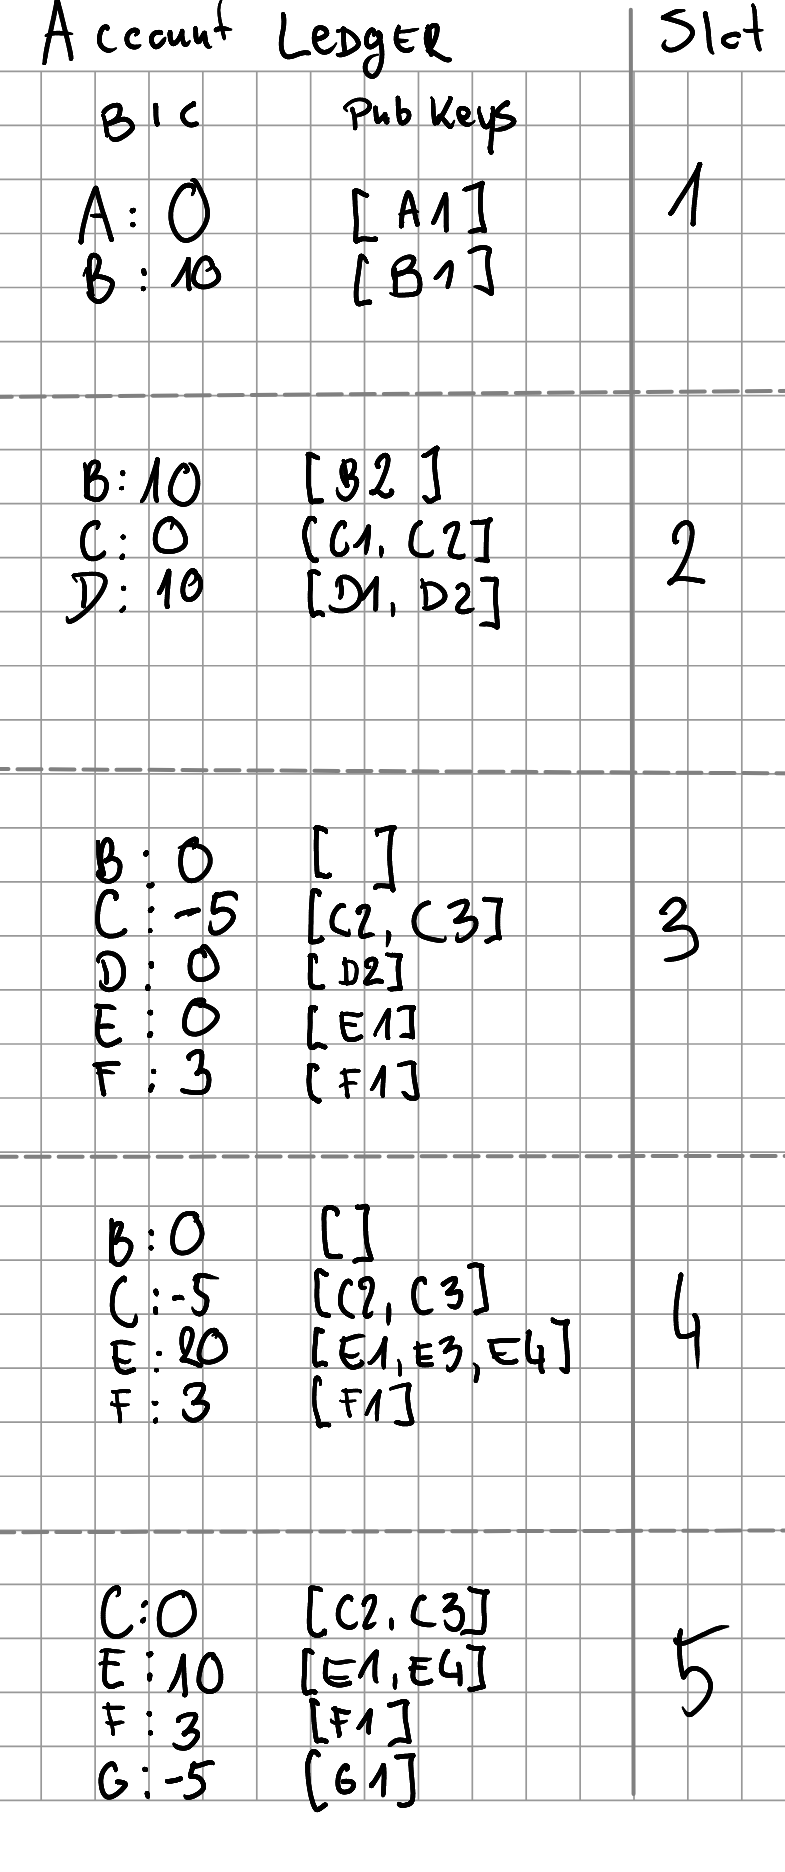 Account LEDGER Slot
BIC Pub Keys
A: 0 [A1] 1
B: 10 [B1]
B: 10 [B2]
C: 0 [C1, C2] 2
D: 10 [D1, D2]
B: 0 [ ]
C: -5 [C2, C3] 3
D: 0 [D2]
E: 0 [E1]
F: 3 [F1]
B: 0 []
C: -5 [C2, C3]
E: 20 [E1, E3, E4] 4
F: 3 [F1]
C: 0 [C2, C3]
E: 10 [E1, E4] 5
F: 3 [F1]
G: -5 [G1]